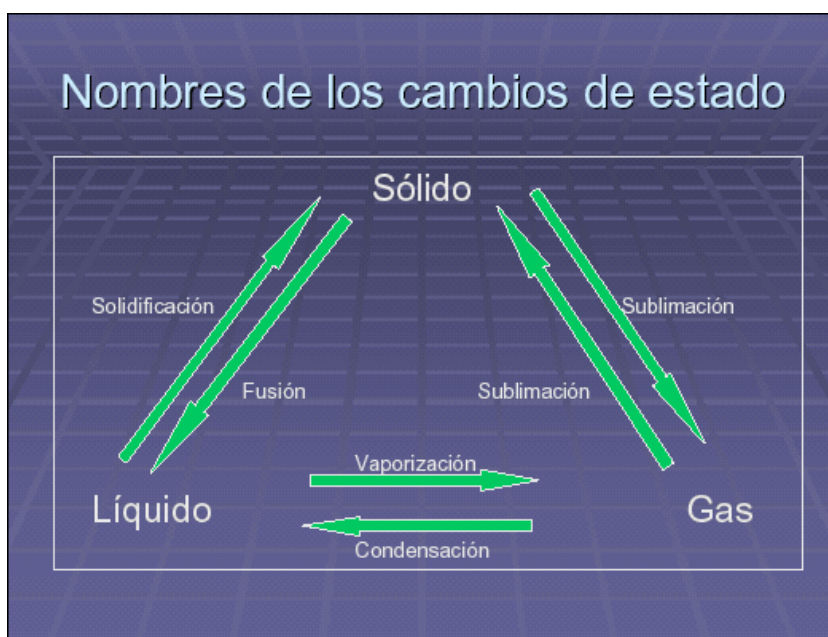 Nombres de los cambios de estado
Sólido
Solidificación
Sublimación
Fusión
Sublimación
Vaporización
Líquido
Gas
Condensación